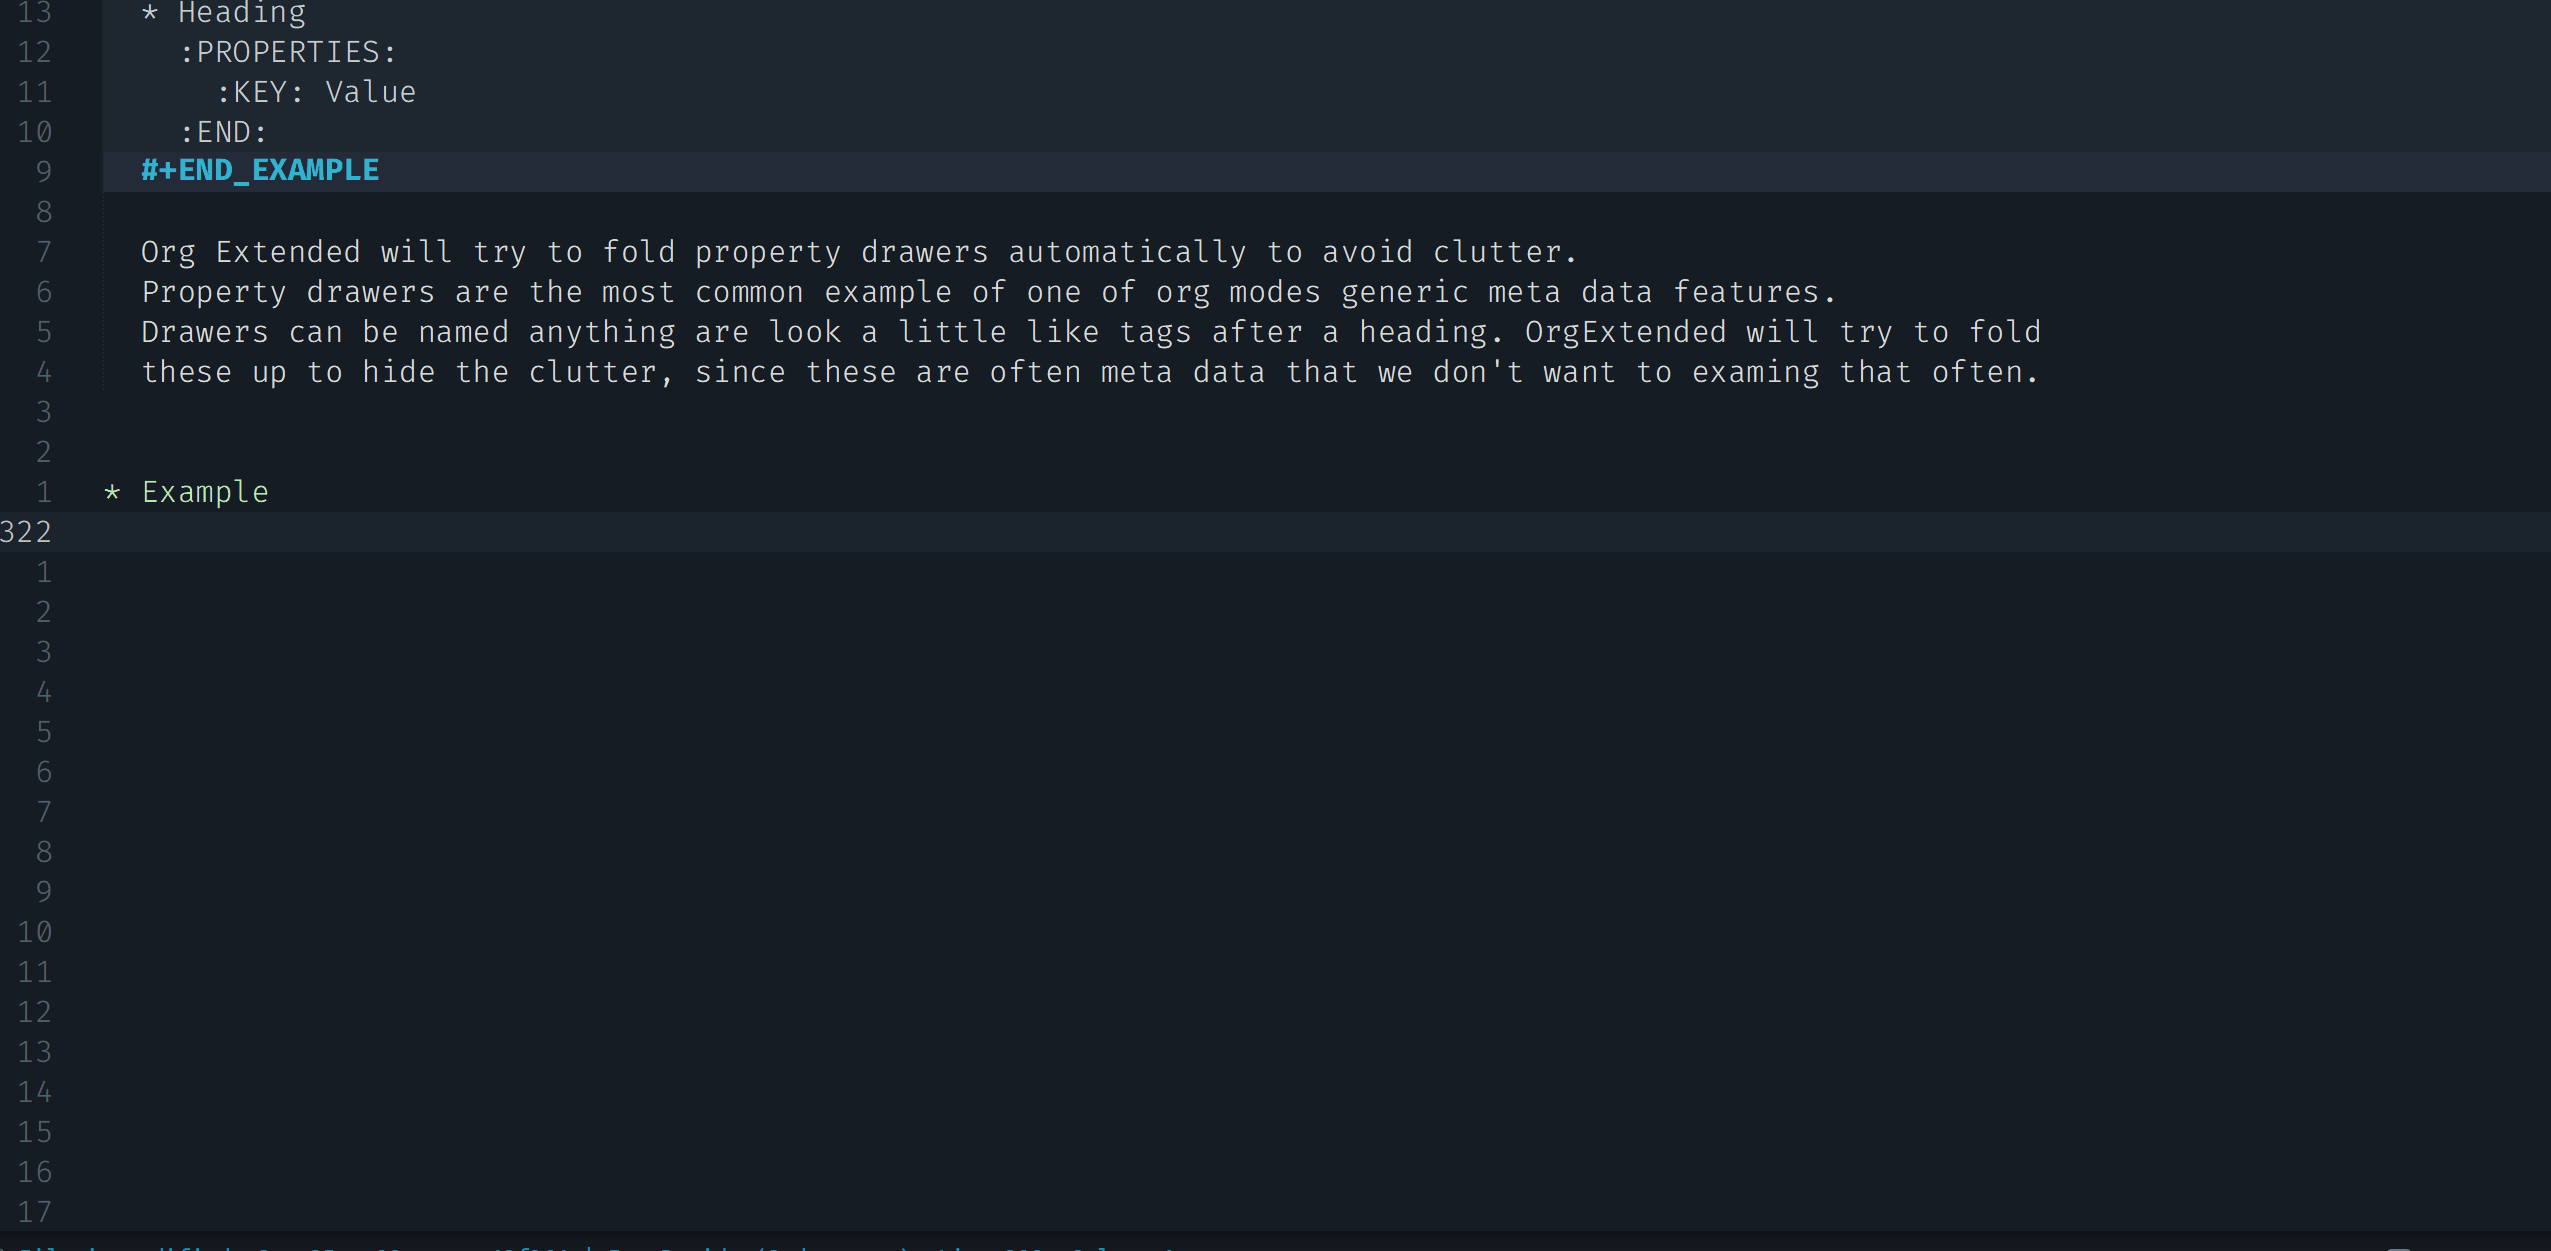 13 * Heading
12 :PROPERTIES:
11 :KEY: Value
10 :END:
9 #+END_EXAMPLE
8
7 Org Extended will try to fold property drawers automatically to avoid clutter.
6 Property drawers are the most common example of one of org modes generic meta data features.
5 Drawers can be named anything are look a little like tags after a heading. OrgExtended will try to fold
4 these up to hide the clutter, since these are often meta data that we don't want to examing that often.
3
2
1 * Example
322
1
2
3
4
5
6
7
8
9
10
11
12
13
14
15
16
17